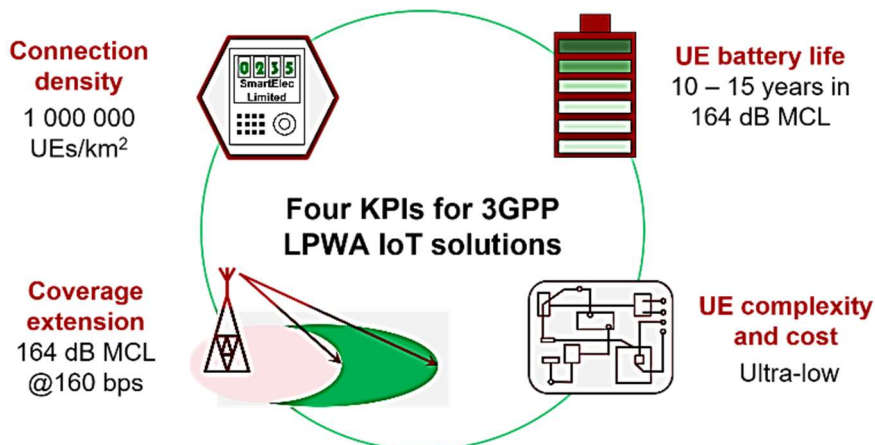 Connection
density
1 000 000
UEs/km²
0235
SmartElec
Limited
UE battery life
10 – 15 years in
164 dB MCL
Four KPIs for 3GPP
LPWA IoT solutions
Coverage
extension
164 dB MCL
@160 bps
UE complexity
and cost
Ultra-low